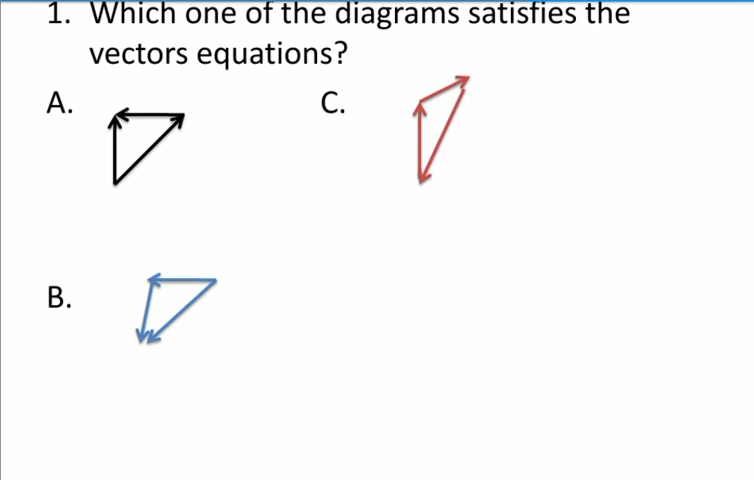 1. Which one of the diagrams satisfies the
vectors equations?
A.
C.
B.